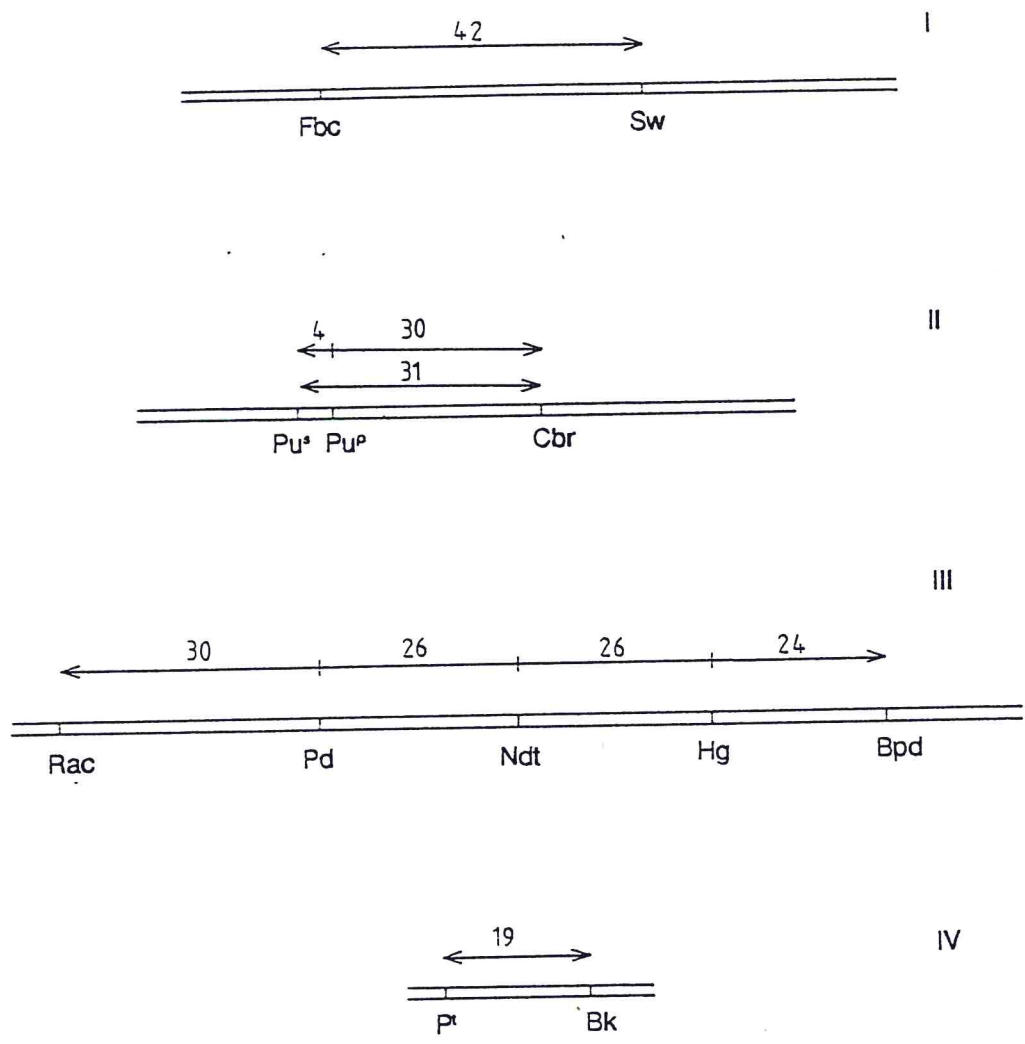 42 I
Fbc Sw
4 30 II
31
Puˢ Puᵖ Cbr
III
30 26 26 24
Rac Pd Ndt Hg Bpd
19 IV
Pᵗ Bk